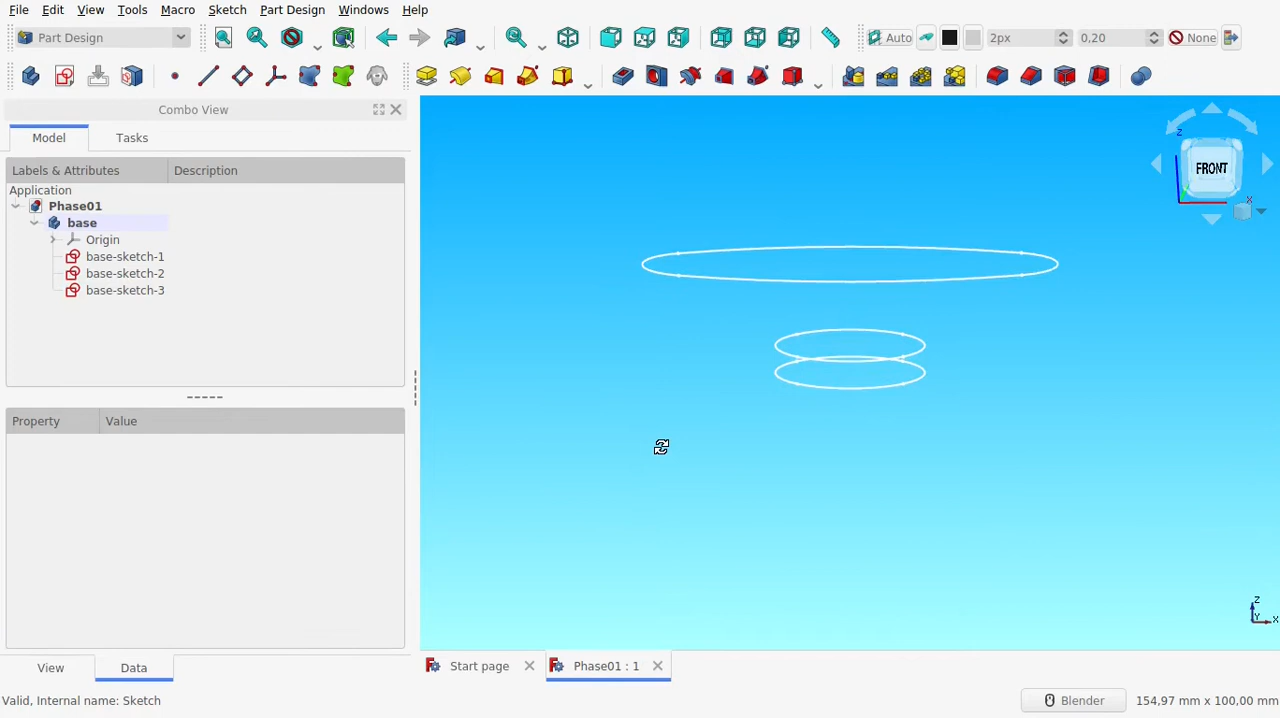 File Edit View Tools Macro Sketch Part Design Windows Help
Part Design Auto 2px 0,20 None
Combo View
Model Tasks
Labels & Attributes Description
Application
Phase01
base
Origin
base-sketch-1
base-sketch-2
base-sketch-3
Property Value
View Data
FRONT
Z
X
Z
Y
X
Start page Phase01 : 1
Valid, Internal name: Sketch Blender 154,97 mm x 100,00 mm